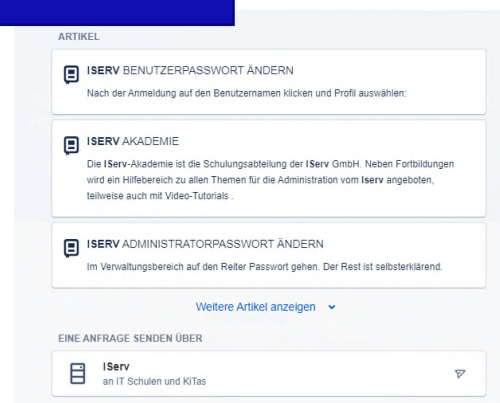 ARTIKEL
ISERV BENUTZERPASSWORT ÄNDERN
Nach der Anmeldung auf den Benutzernamen klicken und Profil auswählen:
ISERV AKADEMIE
Die IServ-Akademie ist die Schulungsabteilung der IServ GmbH. Neben Fortbildungen
wird ein Hilfebereich zu allen Themen für die Administration vom Iserv angeboten,
teilweise auch mit Video-Tutorials .
ISERV ADMINISTRATORPASSWORT ÄNDERN
Im Verwaltungsbereich auf den Reiter Passwort gehen. Der Rest ist selbsterklärend.
Weitere Artikel anzeigen
EINE ANFRAGE SENDEN ÜBER
IServ
an IT Schulen und KiTas